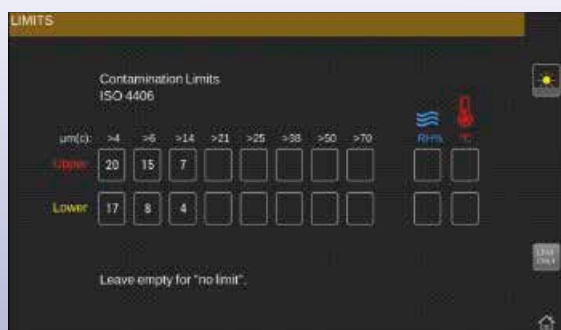 LIMITS
Contamination Limits
ISO 4406
um(c): >4 >6 >14 >21 >25 >38 >50 >70 RH% °C
Upper 20 15 7
Lower 17 8 4
Leave empty for "no limit".